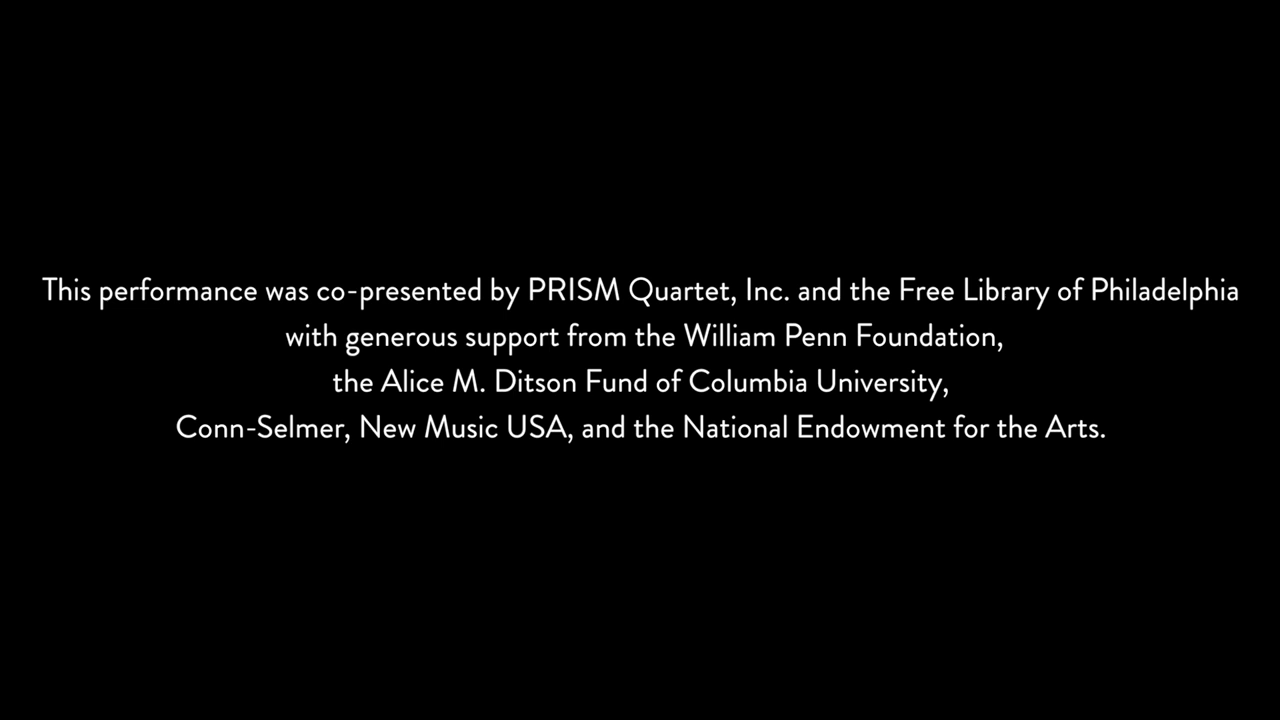 This performance was co-presented by PRISM Quartet, Inc. and the Free Library of Philadelphia
with generous support from the William Penn Foundation,
the Alice M. Ditson Fund of Columbia University,
Conn-Selmer, New Music USA, and the National Endowment for the Arts.